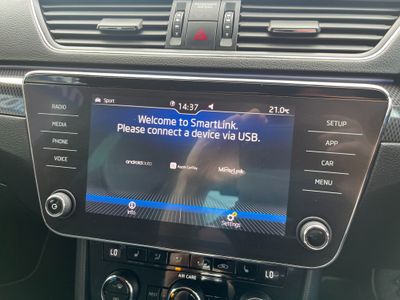 RADIO
MEDIA
PHONE
VOICE
Sport
14:37
21.0°C
Welcome to SmartLink.
Please connect a device via USB.
androidauto
Apple CarPlay
MirrorLink
Info
Settings
SETUP
APP
CAR
MENU
LO
AIR CARE
LO